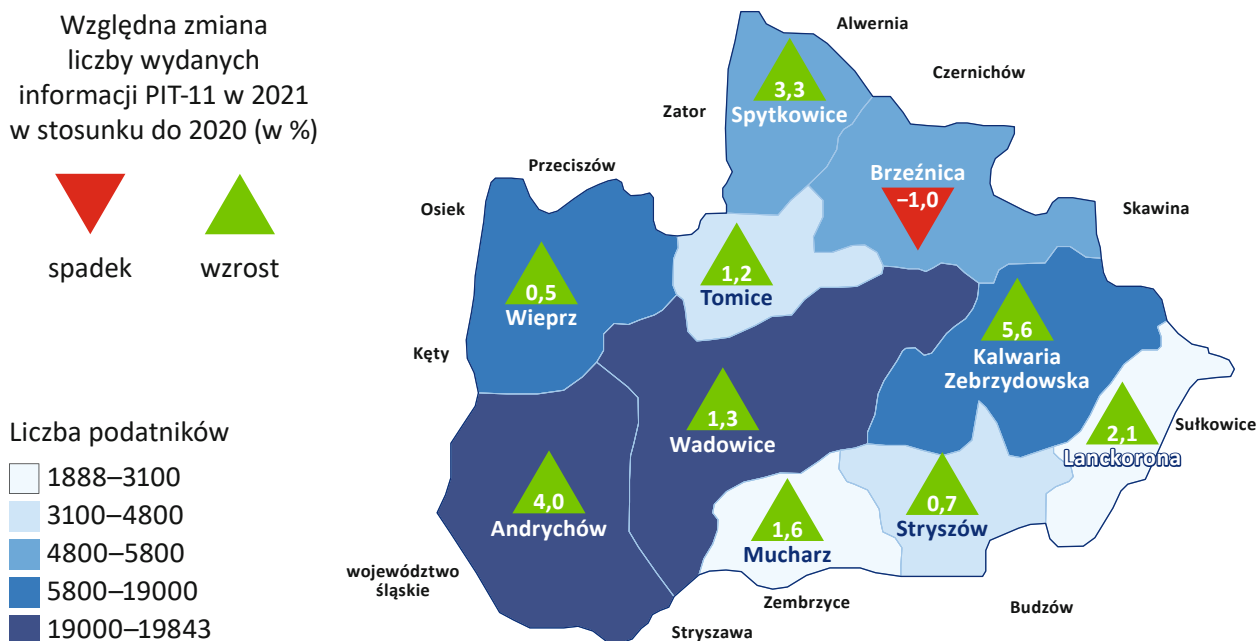 Względna zmiana
liczby wydanych
informacji PIT-11 w 2021
w stosunku do 2020 (w %)
spadek
wzrost
Liczba podatników
1888–3100
3100–4800
4800–5800
5800–19000
19000–19843
Alwernia
Czernichów
Zator
3,3
Spytkowice
Przeciszów
Brzeźnica
–1,0
Osiek
Skawina
1,2
Tomice
0,5
Wieprz
5,6
Kalwaria
Zebrzydowska
Kęty
1,3
Wadowice
2,1
Lanckorona
Sułkowice
4,0
Andrychów
1,6
Mucharz
0,7
Stryszów
województwo
śląskie
Zembrzyce
Budzów
Stryszawa